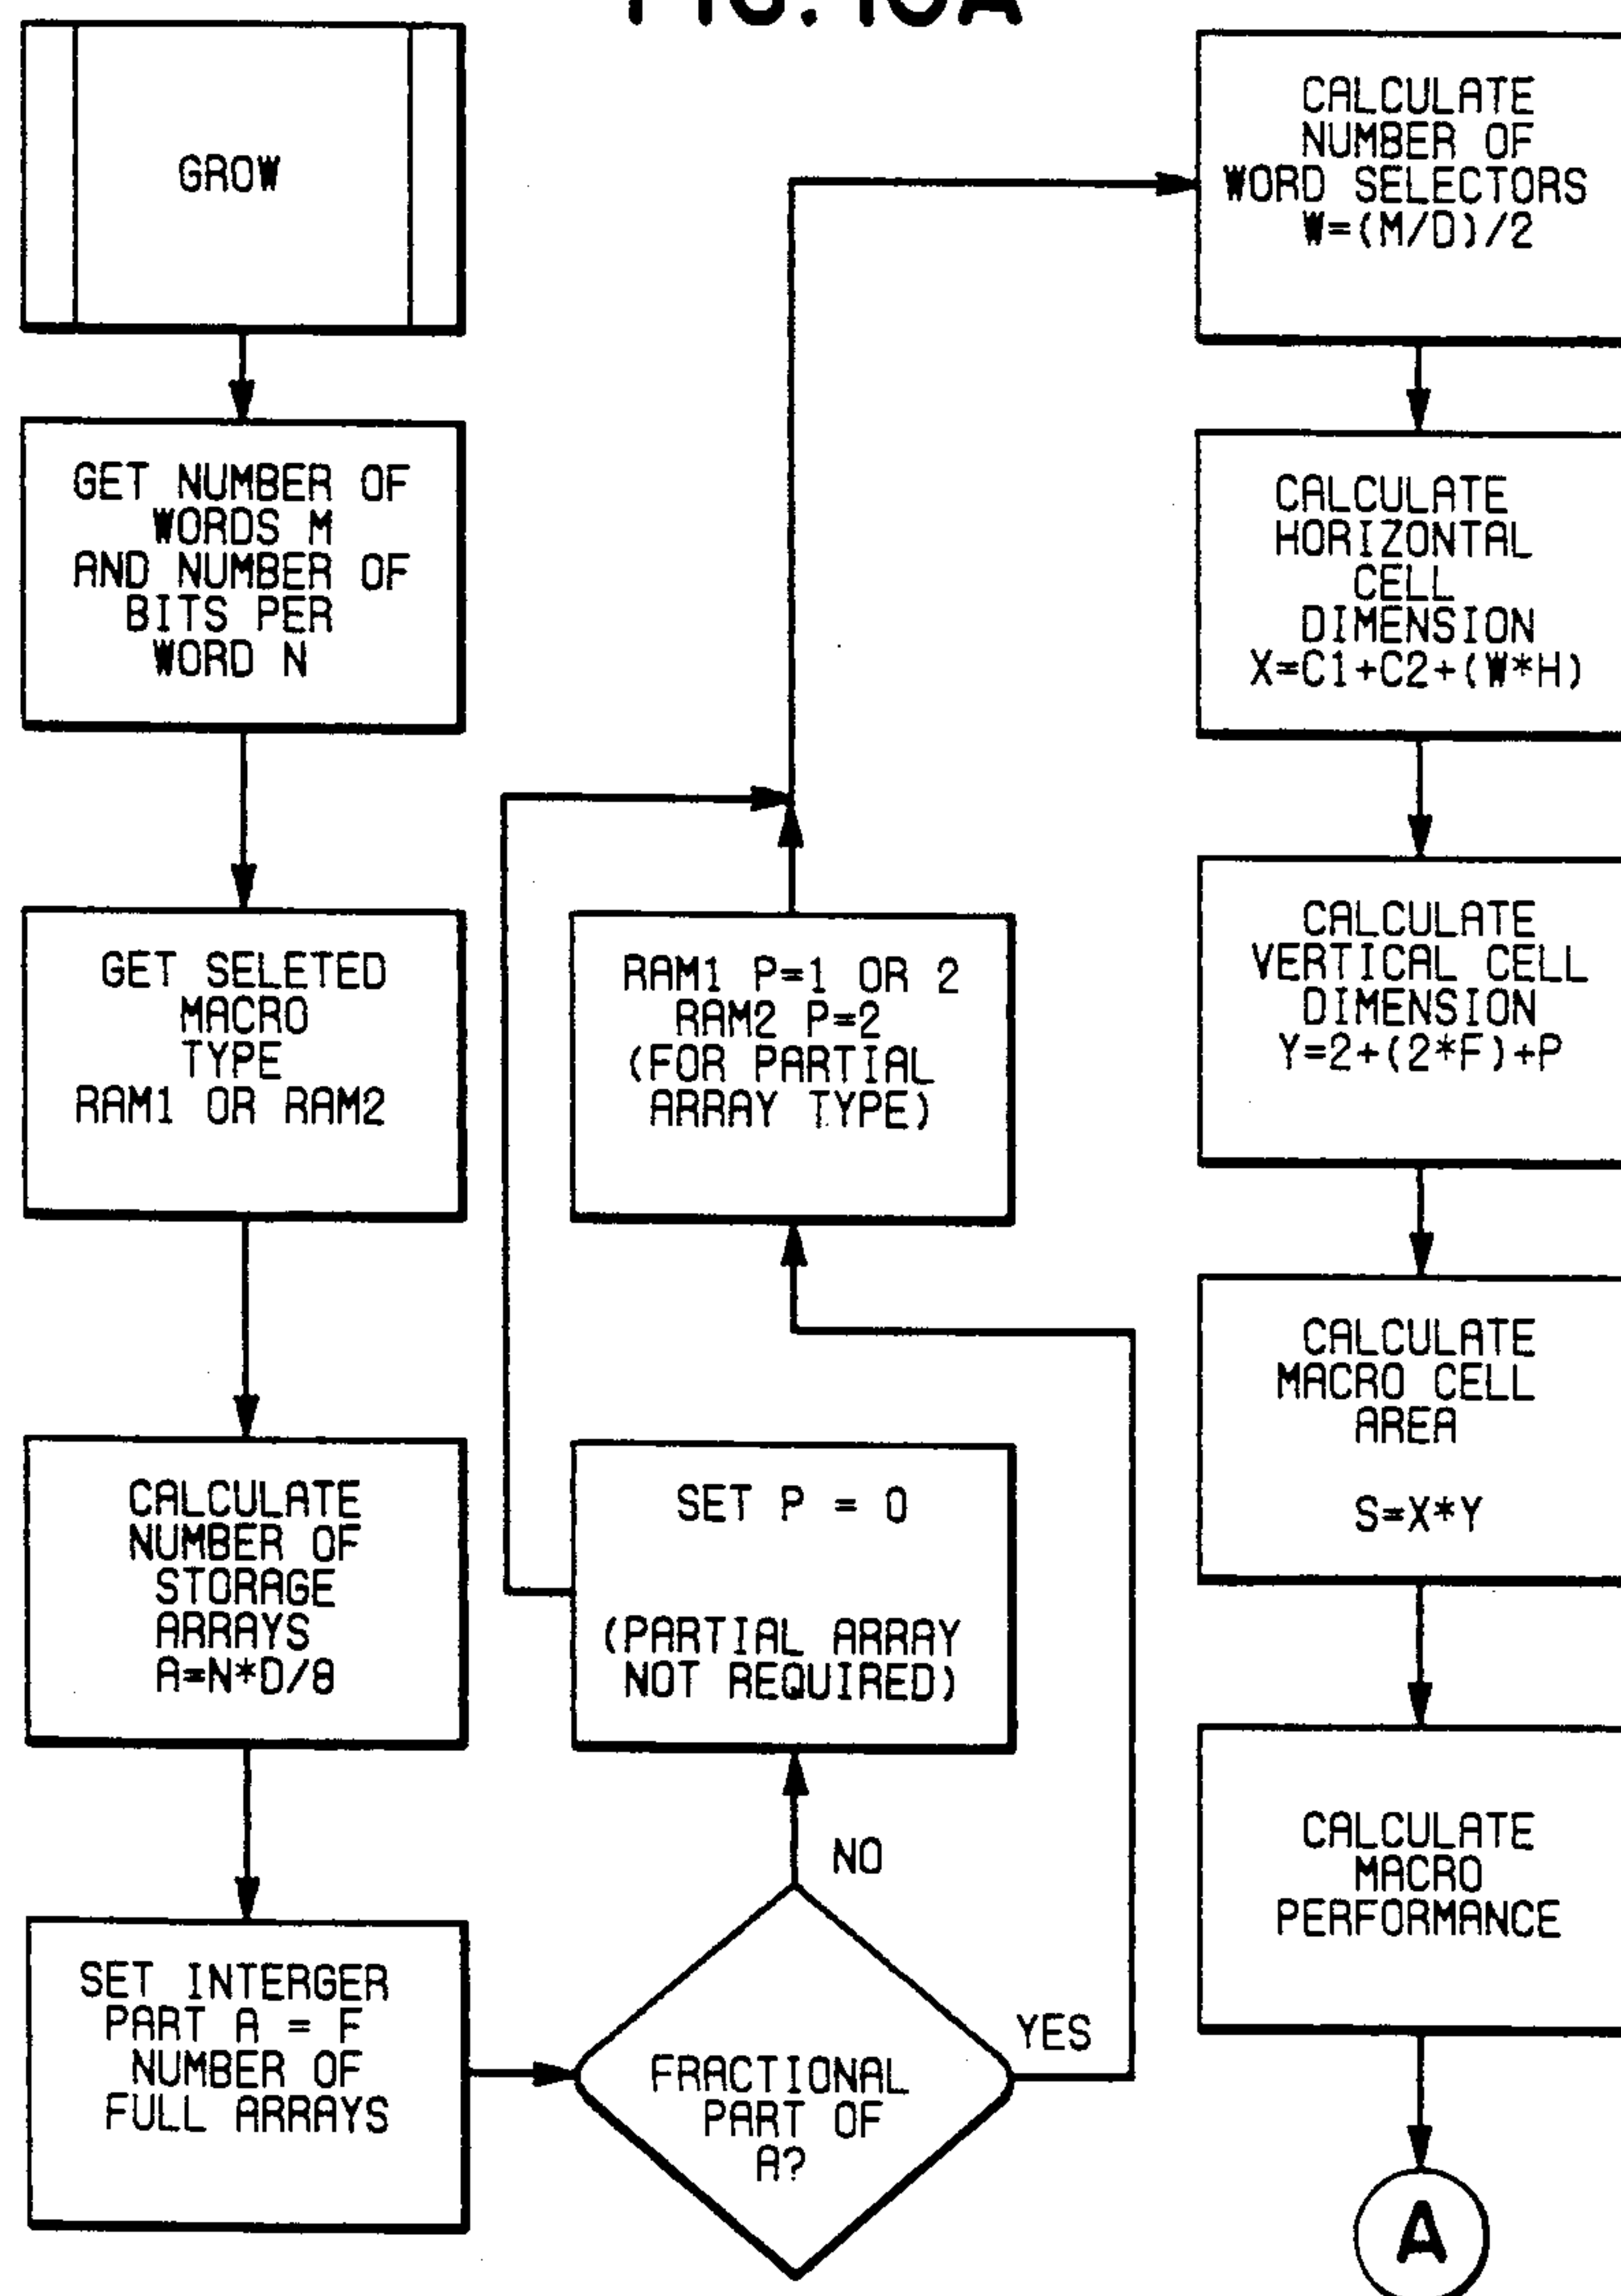 FIG. 10A
GROW
GET NUMBER OF
WORDS M
AND NUMBER OF
BITS PER
WORD N
GET SELETED
MACRO
TYPE
RAM1 OR RAM2
CALCULATE
NUMBER OF
STORAGE
ARRAYS
A=N*D/8
SET INTERGER
PART A = F
NUMBER OF
FULL ARRAYS
FRACTIONAL
PART OF
A?
NO
YES
SET P = 0
(PARTIAL ARRAY
NOT REQUIRED)
RAM1 P=1 OR 2
RAM2 P=2
(FOR PARTIAL
ARRAY TYPE)
CALCULATE
NUMBER OF
WORD SELECTORS
W=(M/D)/2
CALCULATE
HORIZONTAL
CELL
DIMENSION
X=C1+C2+(W*H)
CALCULATE
VERTICAL CELL
DIMENSION
Y=2+(2*F)+P
CALCULATE
MACRO CELL
AREA
S=X*Y
CALCULATE
MACRO
PERFORMANCE
A